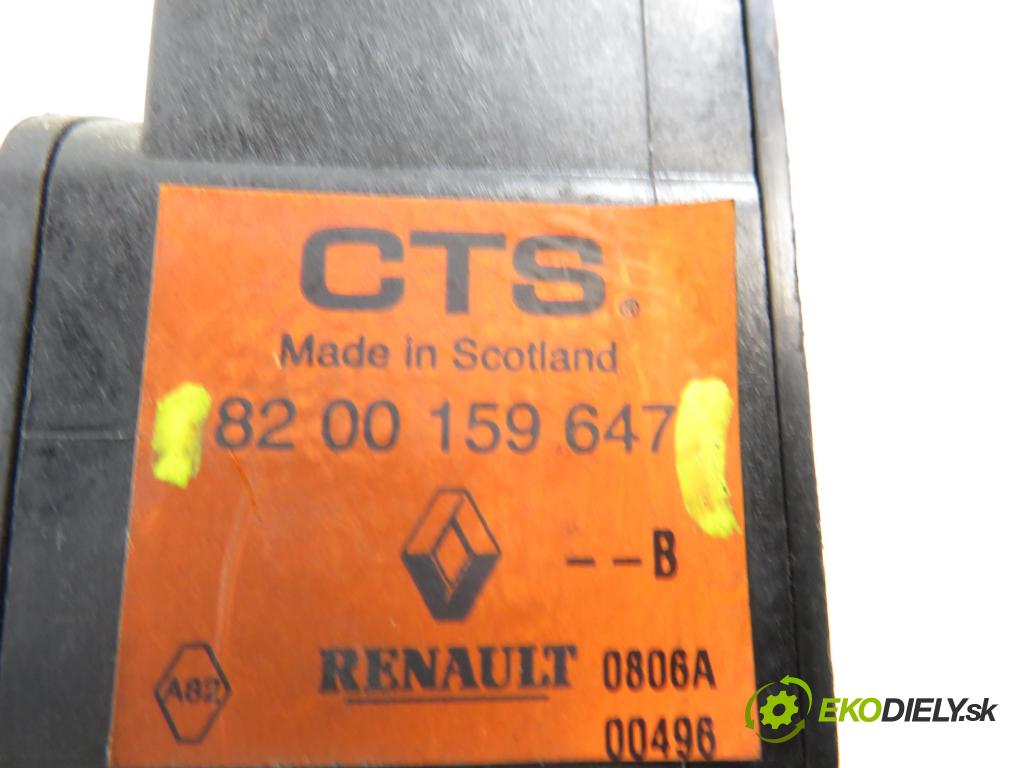 CTS®
Made in Scotland
82 00 159 647
--B
RENAULT 0806A
A82
00496
EKODIELY.sk